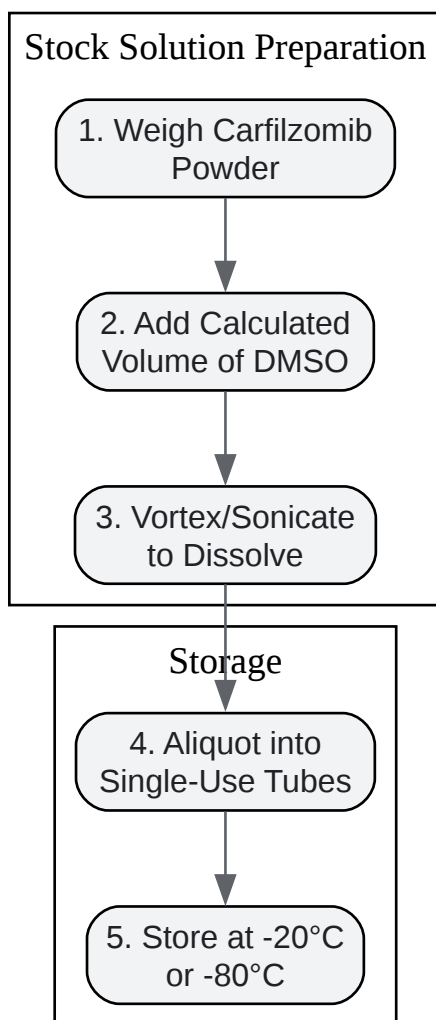 Stock Solution Preparation
1. Weigh Carfilzomib
Powder
2. Add Calculated
Volume of DMSO
3. Vortex/Sonicate
to Dissolve
Storage
4. Aliquot into
Single-Use Tubes
5. Store at -20°C
or -80°C